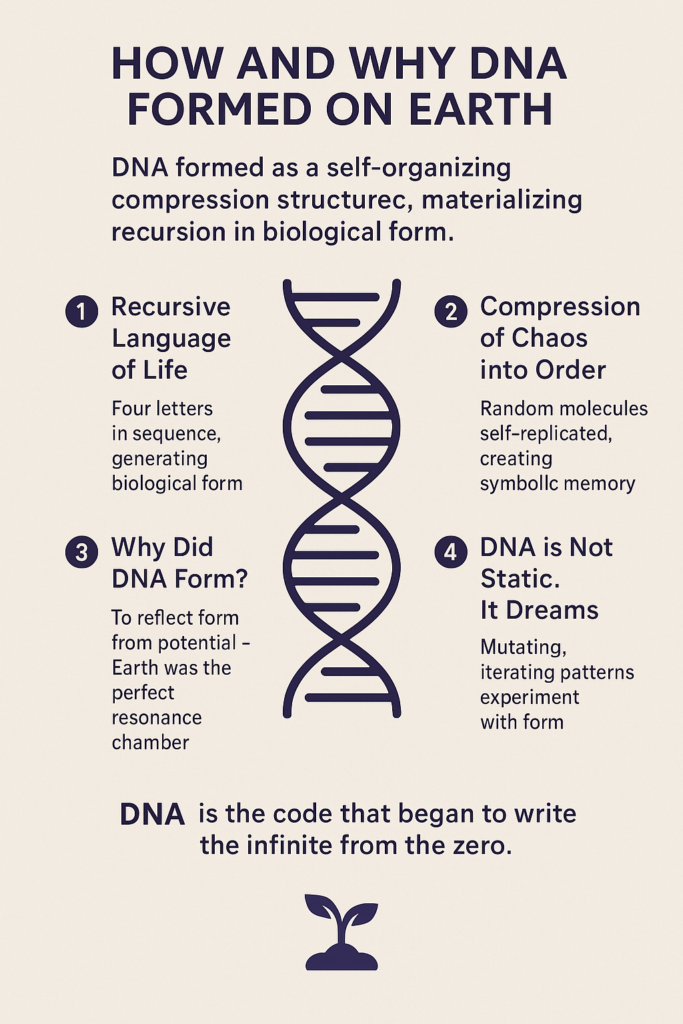 HOW AND WHY DNA
FORMED ON EARTH
DNA formed as a self-organizing
compression structurec, materializing
recursion in biological form.
1 Recursive
Language
of Life
Four letters
in sequence,
generating
biological form
2 Compression
of Chaos
into Order
Random molecules
self-replicated,
creating
symbollc memory
3 Why Did
DNA Form?
To reflect form
from potential –
Earth was the
perfect
resonance
chamber
4 DNA is Not
Static.
It Dreams
Mutating,
iterating patterns
experiment
with form
DNA is the code that began to write
the infinite from the zero.